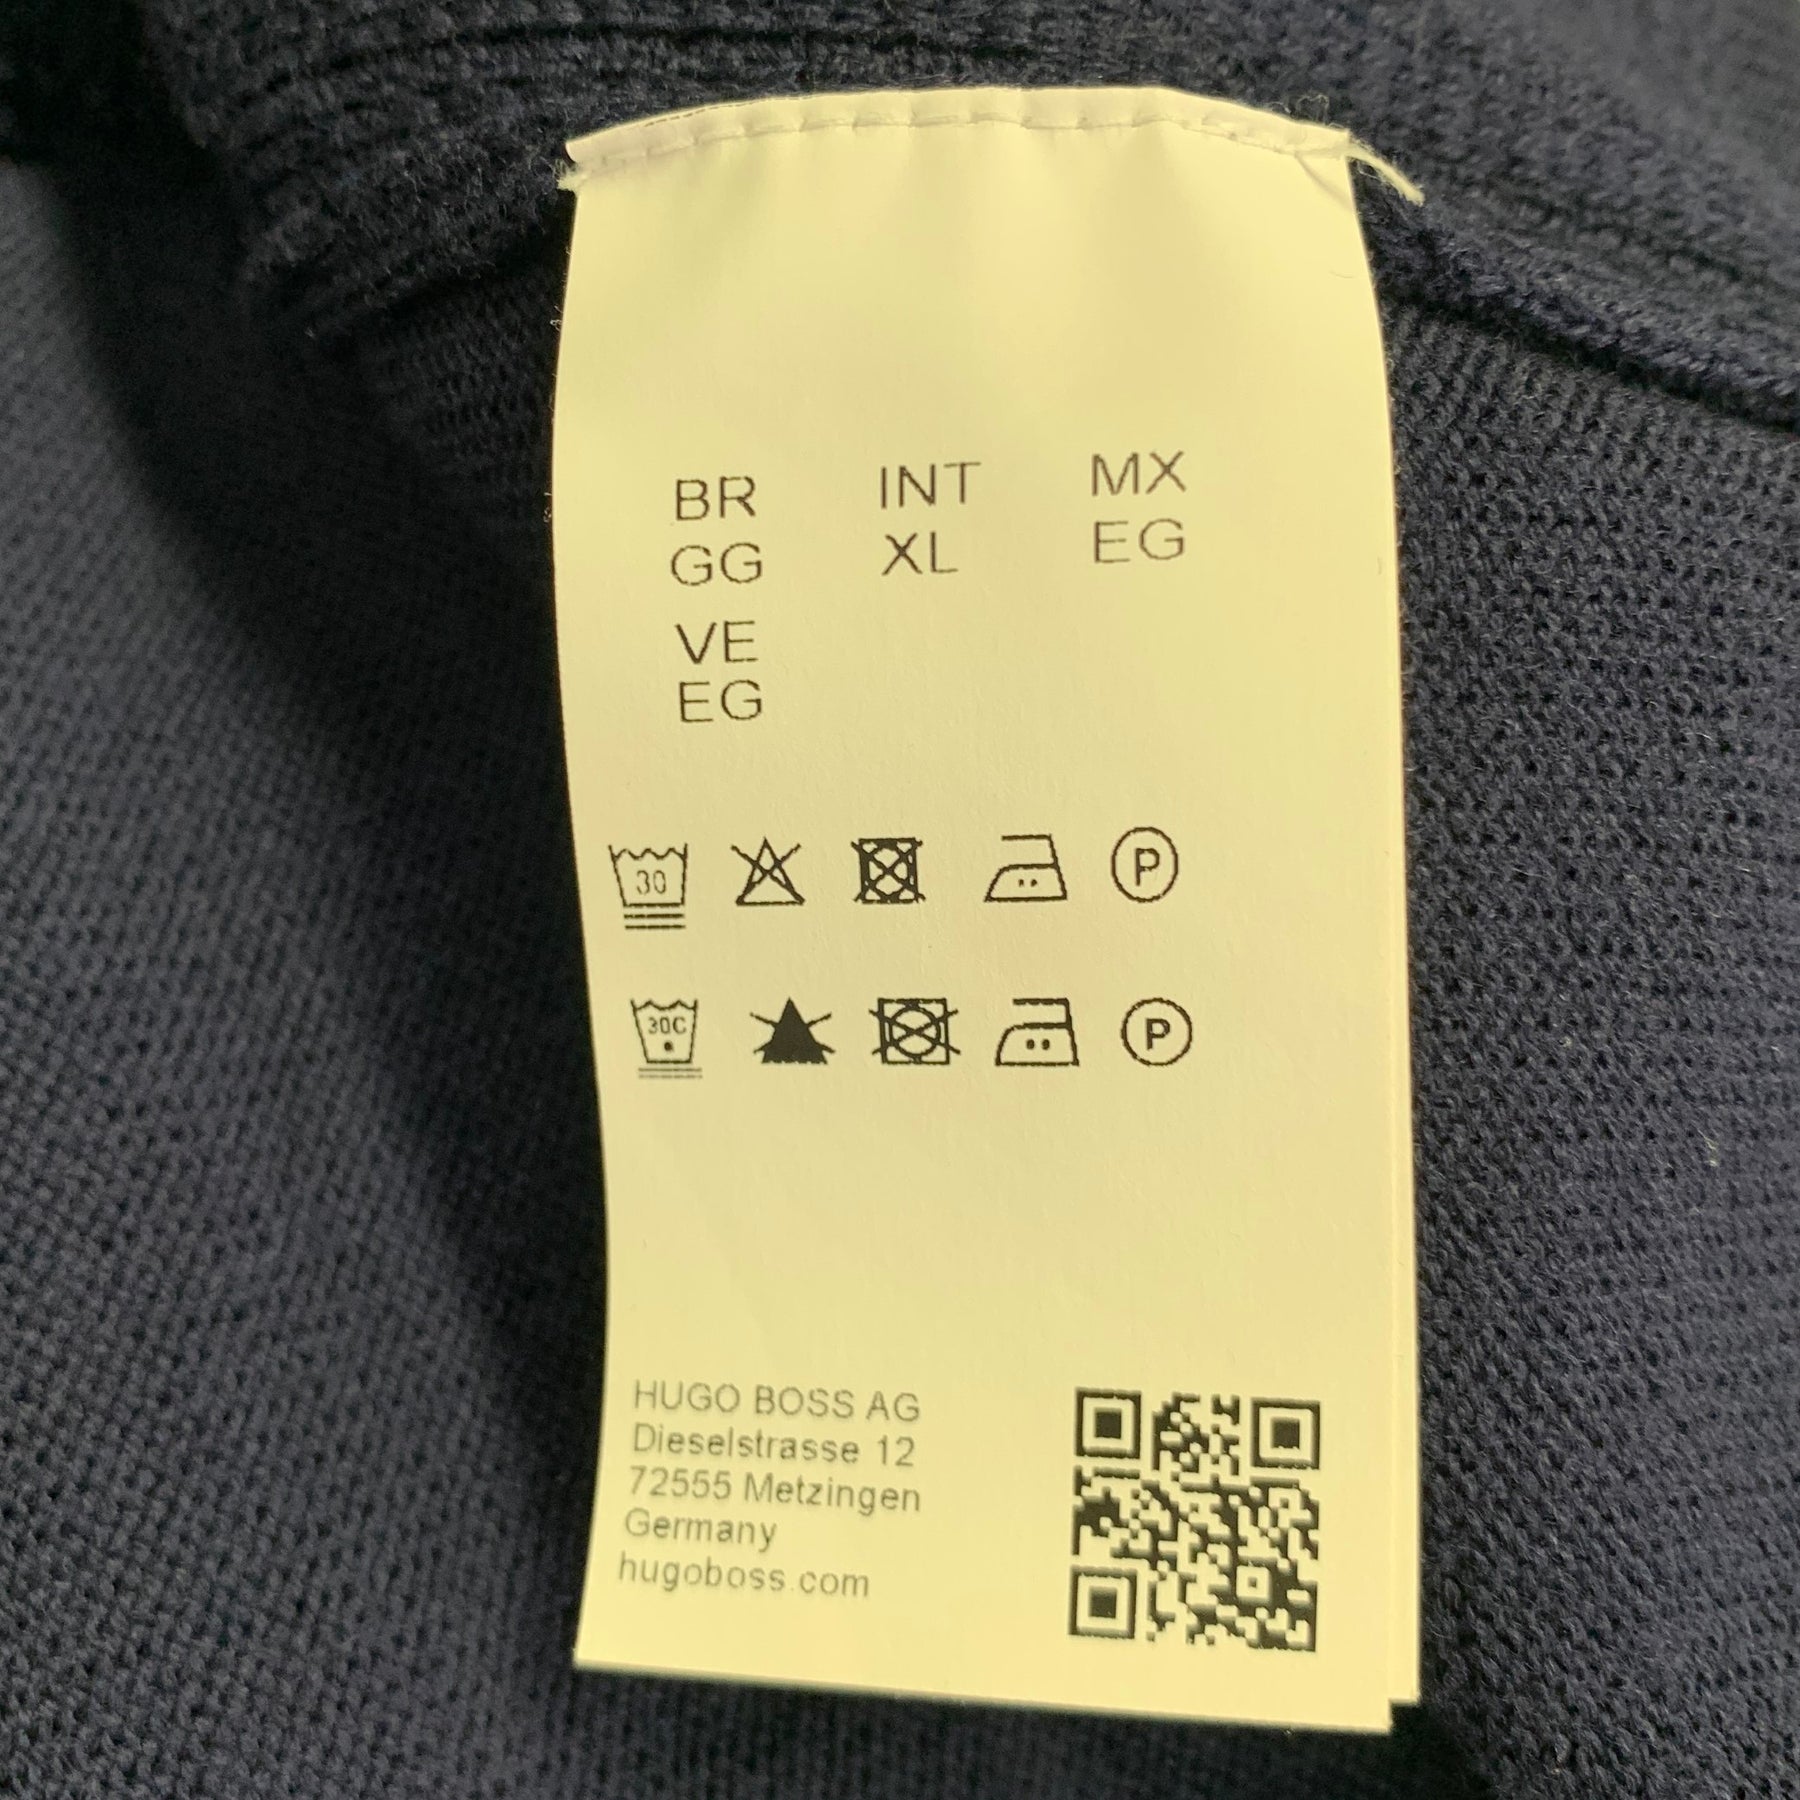 BR INT MX
GG XL EG
VE
EG
30 P
30C P
HUGO BOSS AG
Dieselstrasse 12
72555 Metzingen
Germany
hugoboss.com